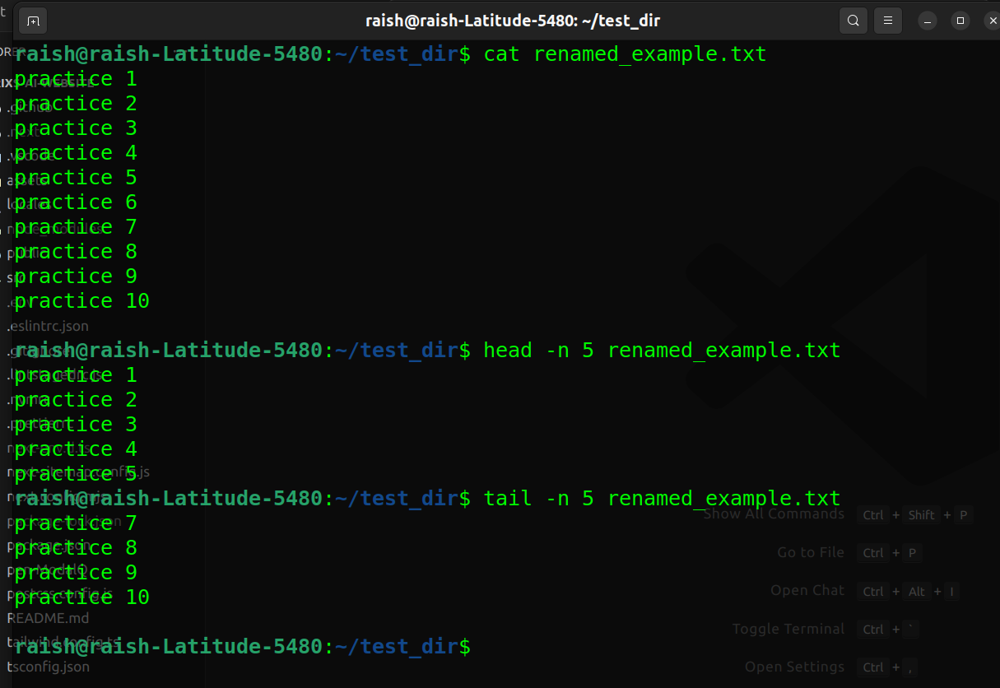 raish@raish-Latitude-5480: ~/test_dir
raish@raish-Latitude-5480:~/test_dir$ cat renamed_example.txt
practice 1
practice 2
practice 3
practice 4
practice 5
practice 6
practice 7
practice 8
practice 9
practice 10
.eslintrc.json
raish@raish-Latitude-5480:~/test_dir$ head -n 5 renamed_example.txt
practice 1
practice 2
practice 3
practice 4
practice 5
raish@raish-Latitude-5480:~/test_dir$ tail -n 5 renamed_example.txt
practice 7
practice 8
practice 9
practice 10
README.md
raish@raish-Latitude-5480:~/test_dir$
tsconfig.json
Show All Commands Ctrl + Shift + P
Go to File Ctrl + P
Open Chat Ctrl + Alt + I
Toggle Terminal Ctrl + `
Open Settings Ctrl + ,